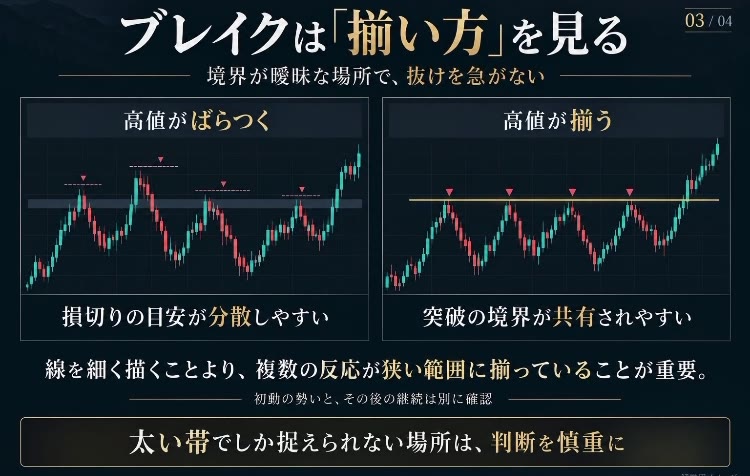 03 / 04
ブレイクは「揃い方」を見る
境界が曖昧な場所で、抜けを急がない
高値がばらつく
高値が揃う
損切りの目安が分散しやすい
突破の境界が共有されやすい
線を細く描くことより、複数の反応が狭い範囲に揃っていることが重要。
初動の勢いと、その後の継続は別に確認
太い帯でしか捉えられない場所は、判断を慎重に